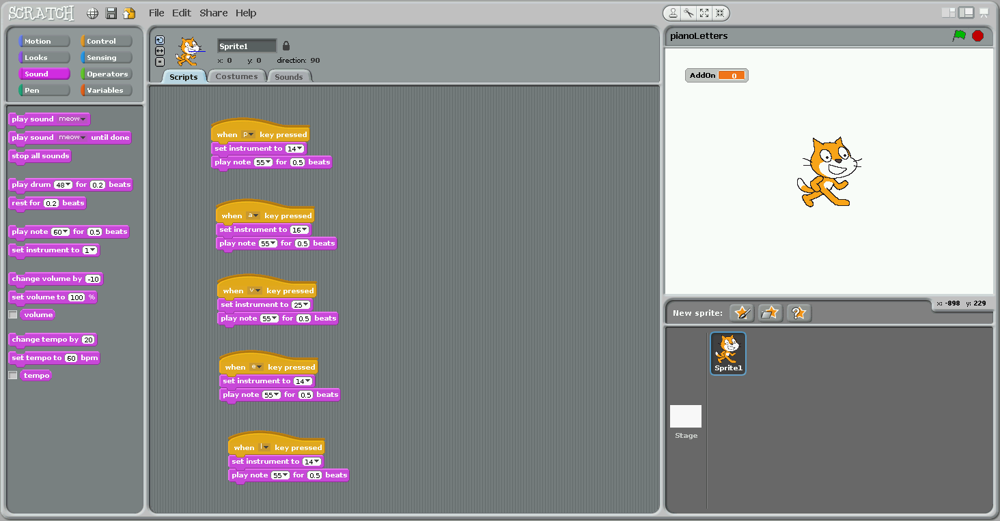 SCRATCH File Edit Share Help
Motion Control
Looks Sensing
Sound Operators
Pen Variables
play sound meow
play sound meow until done
stop all sounds
play drum 48 for 0.2 beats
rest for 0.2 beats
play note 60 for 0.5 beats
set instrument to 1
change volume by -10
set volume to 100 %
volume
change tempo by 20
set tempo to 60 bpm
tempo
Sprite1
x: 0 y: 0 direction: 90
Scripts Costumes Sounds
when p key pressed
set instrument to 14
play note 55 for 0.5 beats
when a key pressed
set instrument to 16
play note 55 for 0.5 beats
when v key pressed
set instrument to 25
play note 55 for 0.5 beats
when e key pressed
set instrument to 14
play note 55 for 0.5 beats
when l key pressed
set instrument to 14
play note 55 for 0.5 beats
pianoLetters
AddOn 0
x: -898 y: 229
New sprite:
Sprite1
Stage